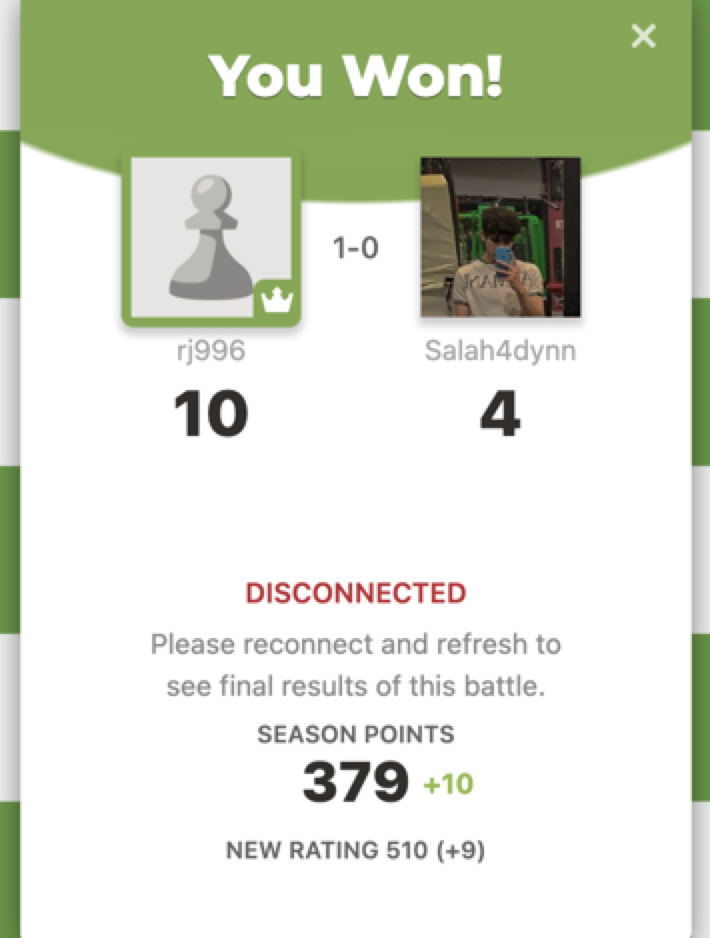 You Won!
1-0
rj996
Salah4dynn
10
4
DISCONNECTED
Please reconnect and refresh to
see final results of this battle.
SEASON POINTS
379 +10
NEW RATING 510 (+9)